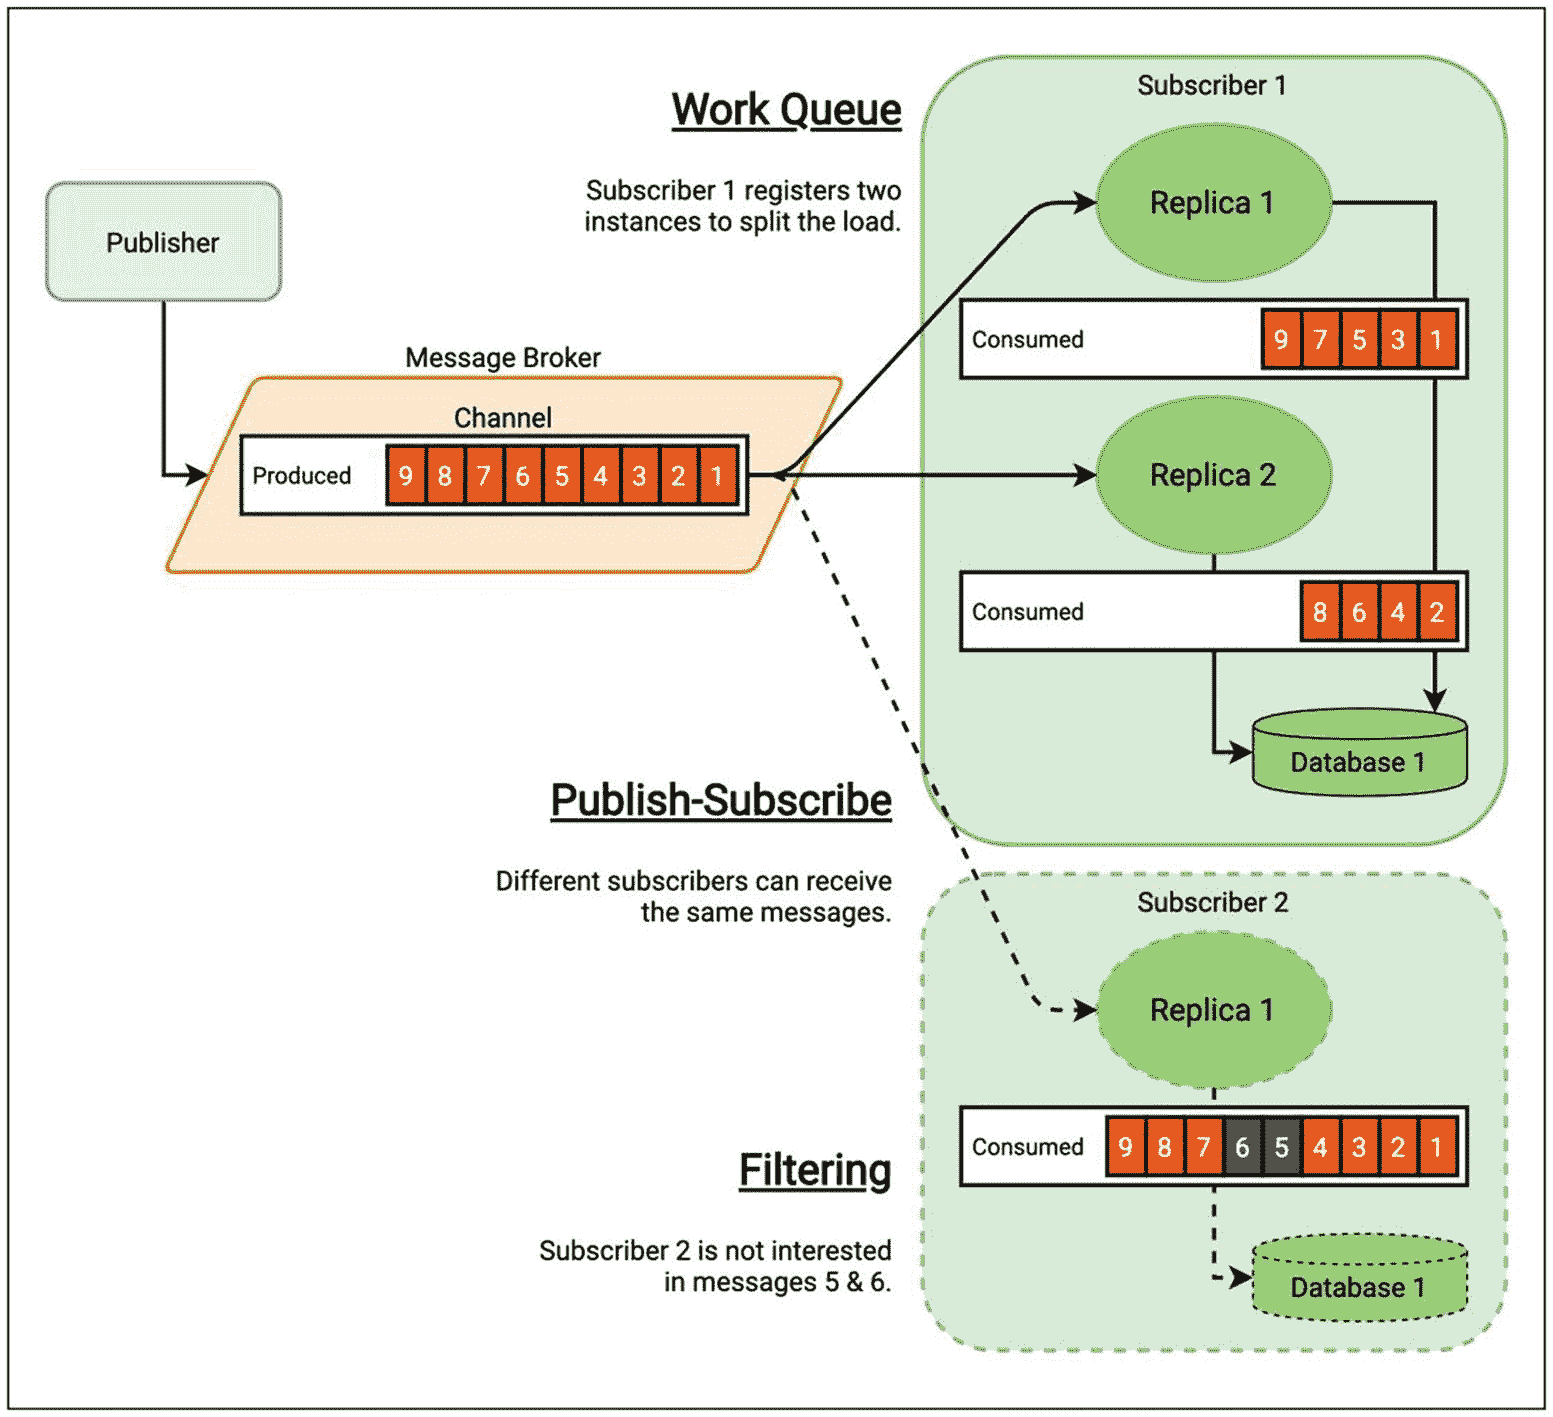 Subscriber 1
Work Queue
Subscriber 1 registers two
instances to split the load.
Replica 1
Publisher
Consumed 9 7 5 3 1
Message Broker
Channel
Produced 9 8 7 6 5 4 3 2 1
Replica 2
Consumed 8 6 4 2
Database 1
Publish-Subscribe
Different subscribers can receive
the same messages.
Subscriber 2
Replica 1
Consumed 9 8 7 6 5 4 3 2 1
Filtering
Subscriber 2 is not interested
in messages 5 & 6.
Database 1